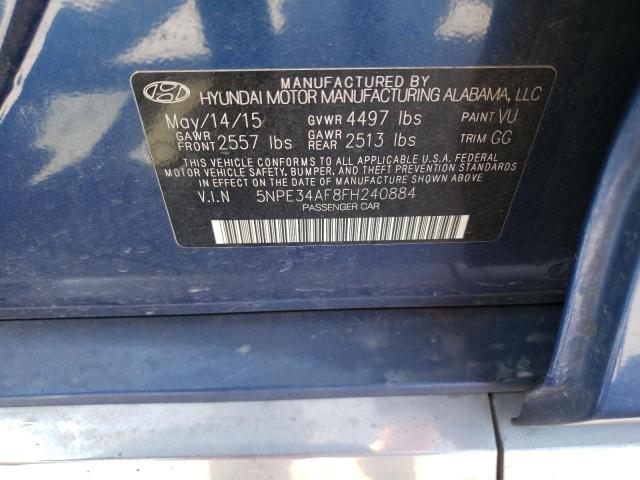 MANUFACTURED BY
HYUNDAI MOTOR MANUFACTURING ALABAMA, LLC
May/14/15 GVWR 4497 lbs PAINT VU
GAWR FRONT 2557 lbs GAWR REAR 2513 lbs TRIM GG
THIS VEHICLE CONFORMS TO ALL APPLICABLE U.S.A. FEDERAL
MOTOR VEHICLE SAFETY, BUMPER, AND THEFT PREVENTION STANDARDS
IN EFFECT ON THE DATE OF MANUFACTURE SHOWN ABOVE
V.I.N 5NPE34AF8FH240884
PASSENGER CAR